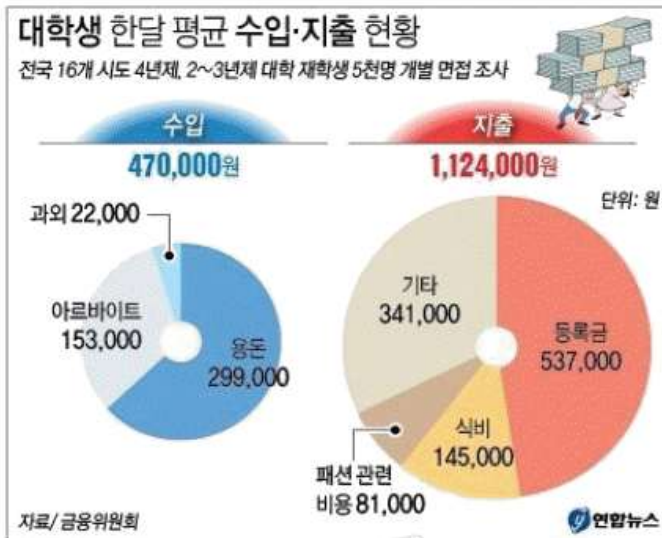 대학생 한달 평균 수입·지출 현황
전국 16개 시도 4년제, 2~3년제 대학 재학생 5천명 개별 면접 조사
수입
470,000원
과외 22,000
아르바이트
153,000
용돈
299,000
지출
1,124,000원
단위: 원
기타
341,000
등록금
537,000
식비
145,000
패션 관련
비용 81,000
자료/ 금융위원회
y 연합뉴스